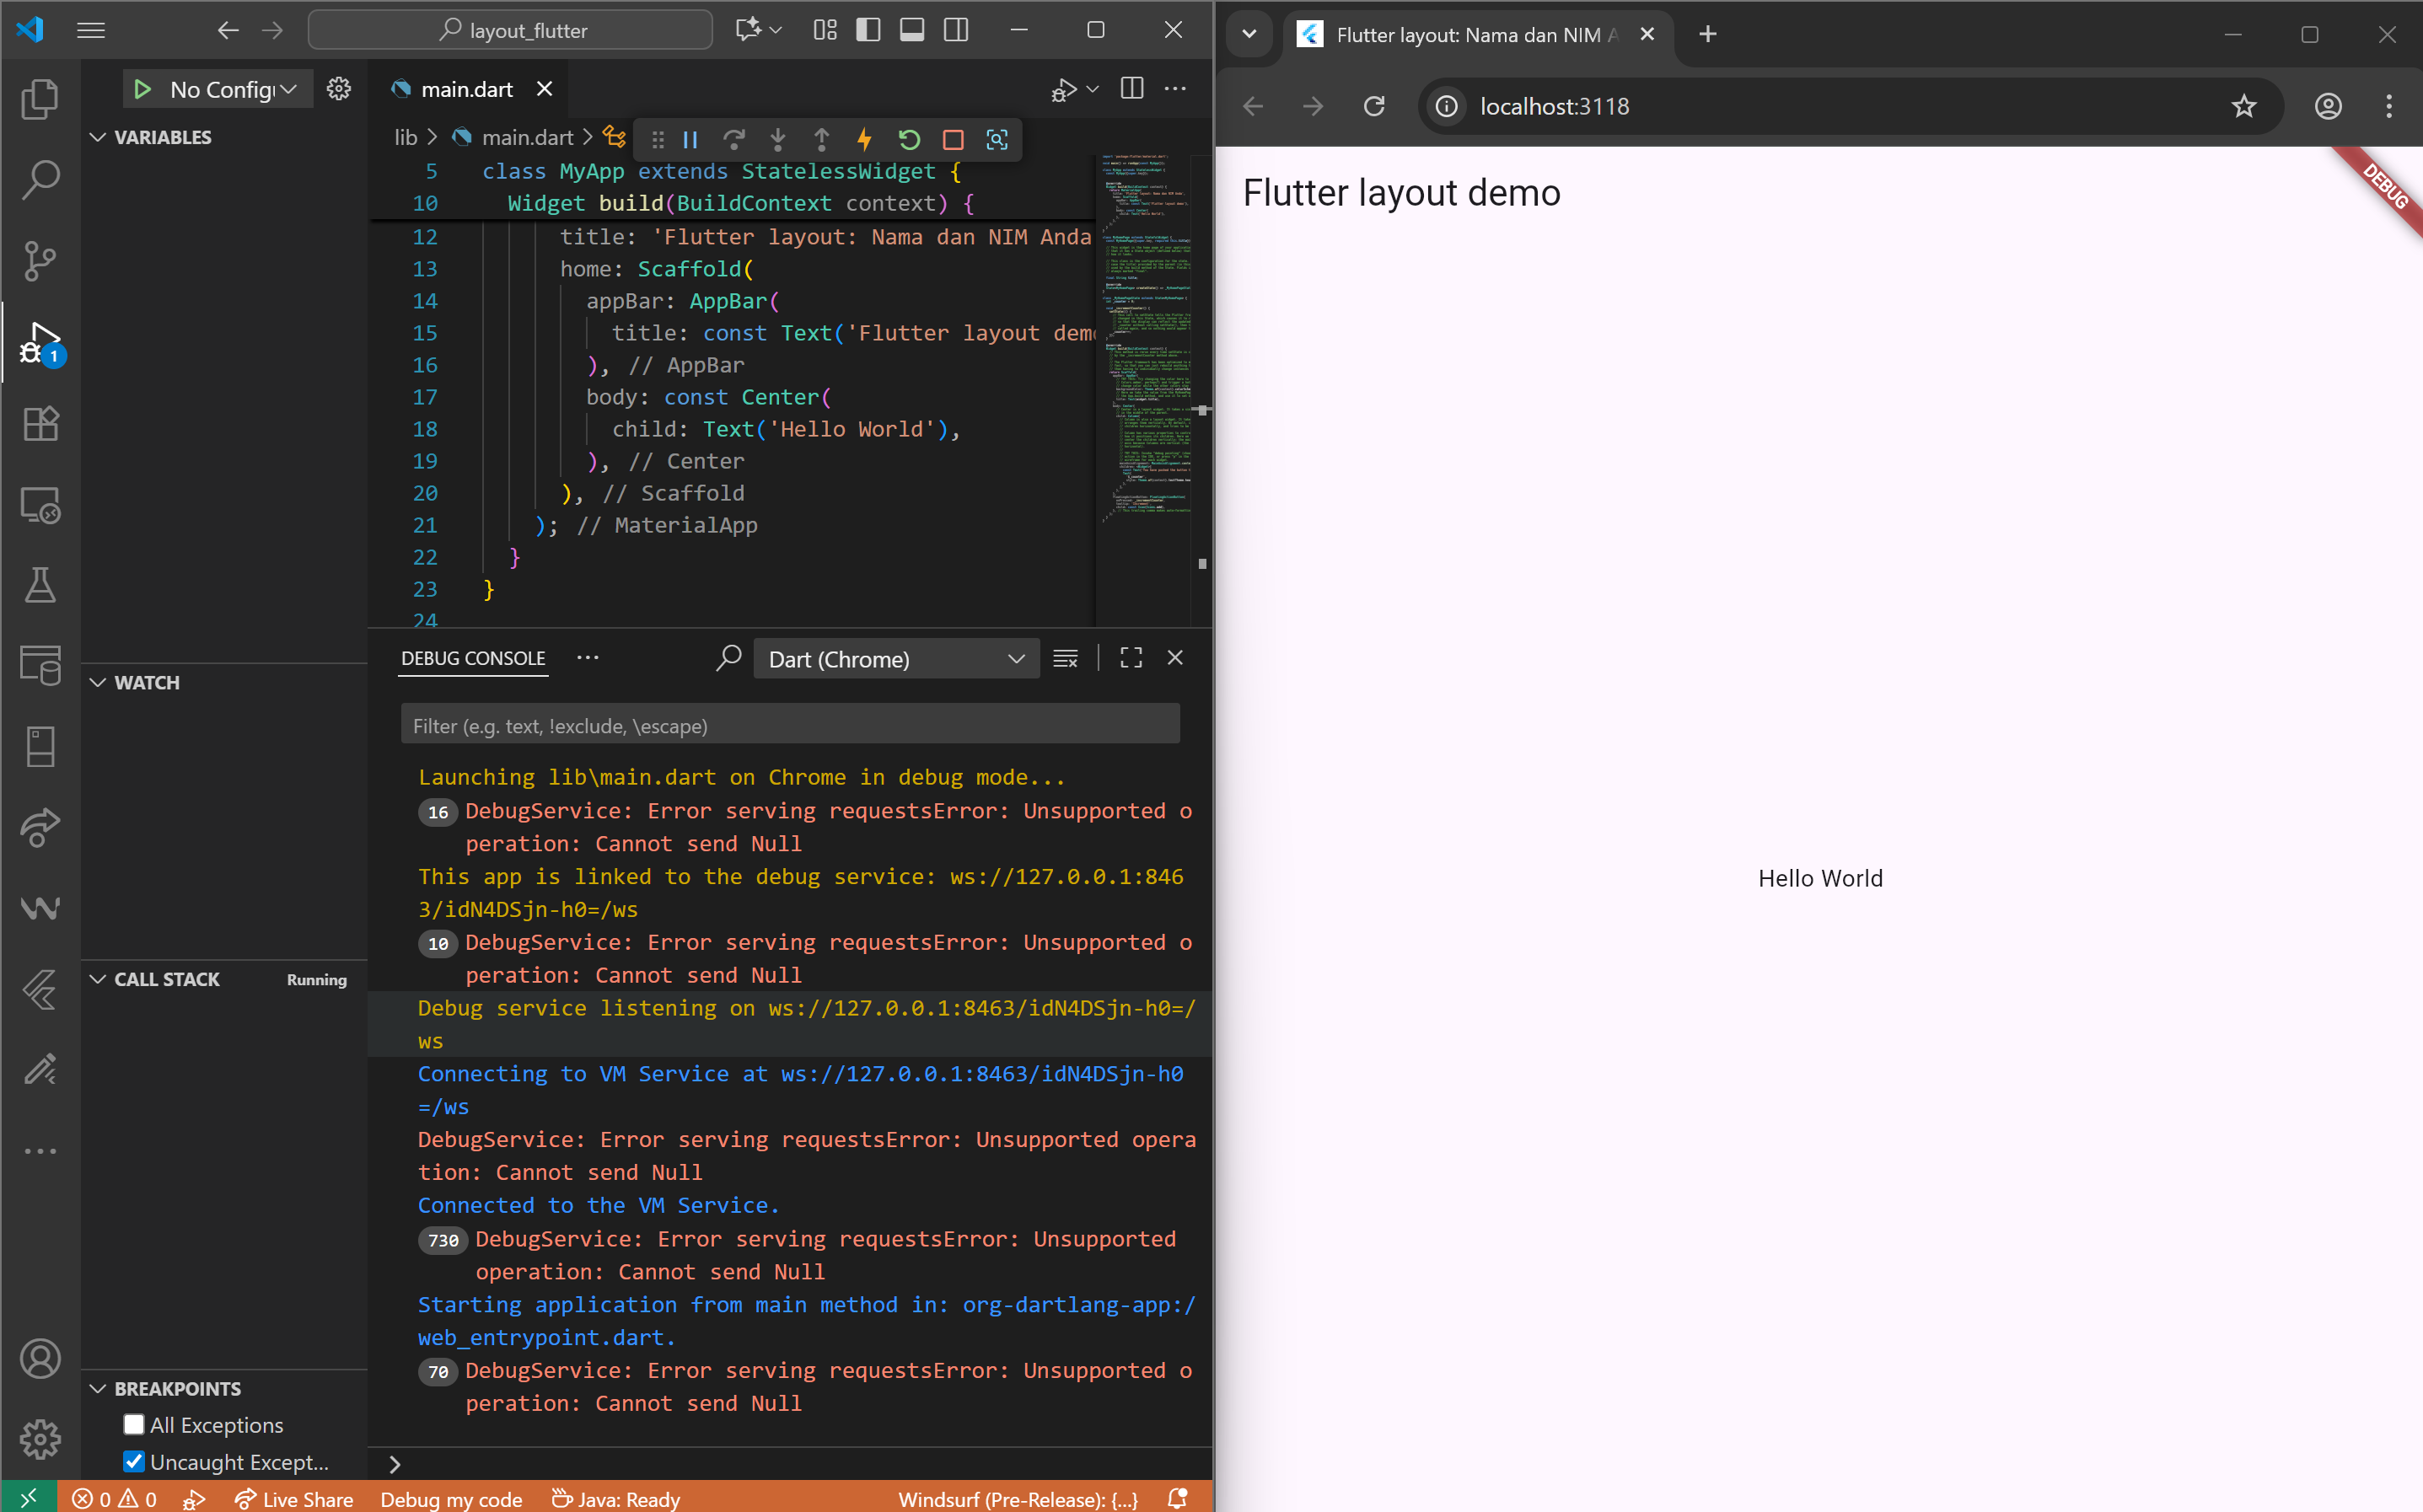 layout_flutter
No Config
main.dart
VARIABLES
lib > main.dart >
5 class MyApp extends StatelessWidget {
10 Widget build(BuildContext context) {
12 title: 'Flutter layout: Nama dan NIM Anda
13 home: Scaffold(
14 appBar: AppBar(
15 title: const Text('Flutter layout dem
16 ), // AppBar
17 body: const Center(
18 child: Text('Hello World'),
19 ), // Center
20 ), // Scaffold
21 ); // MaterialApp
22 }
23 }
24
1
WATCH
CALL STACK
Running
BREAKPOINTS
All Exceptions
Uncaught Except...
DEBUG CONSOLE
Dart (Chrome)
Filter (e.g. text, !exclude, \escape)
Launching lib\main.dart on Chrome in debug mode...
16 DebugService: Error serving requestsError: Unsupported o
peration: Cannot send Null
This app is linked to the debug service: ws://127.0.0.1:846
3/idN4DSjn-h0=/ws
10 DebugService: Error serving requestsError: Unsupported o
peration: Cannot send Null
Debug service listening on ws://127.0.0.1:8463/idN4DSjn-h0=/
ws
Connecting to VM Service at ws://127.0.0.1:8463/idN4DSjn-h0
=/ws
DebugService: Error serving requestsError: Unsupported opera
tion: Cannot send Null
Connected to the VM Service.
730 DebugService: Error serving requestsError: Unsupported
operation: Cannot send Null
Starting application from main method in: org-dartlang-app:/
web_entrypoint.dart.
70 DebugService: Error serving requestsError: Unsupported o
peration: Cannot send Null
>
0 0 Live Share Debug my code Java: Ready Windsurf (Pre-Release): {...}
Flutter layout: Nama dan NIM A
localhost:3118
Flutter layout demo
DEBUG
Hello World